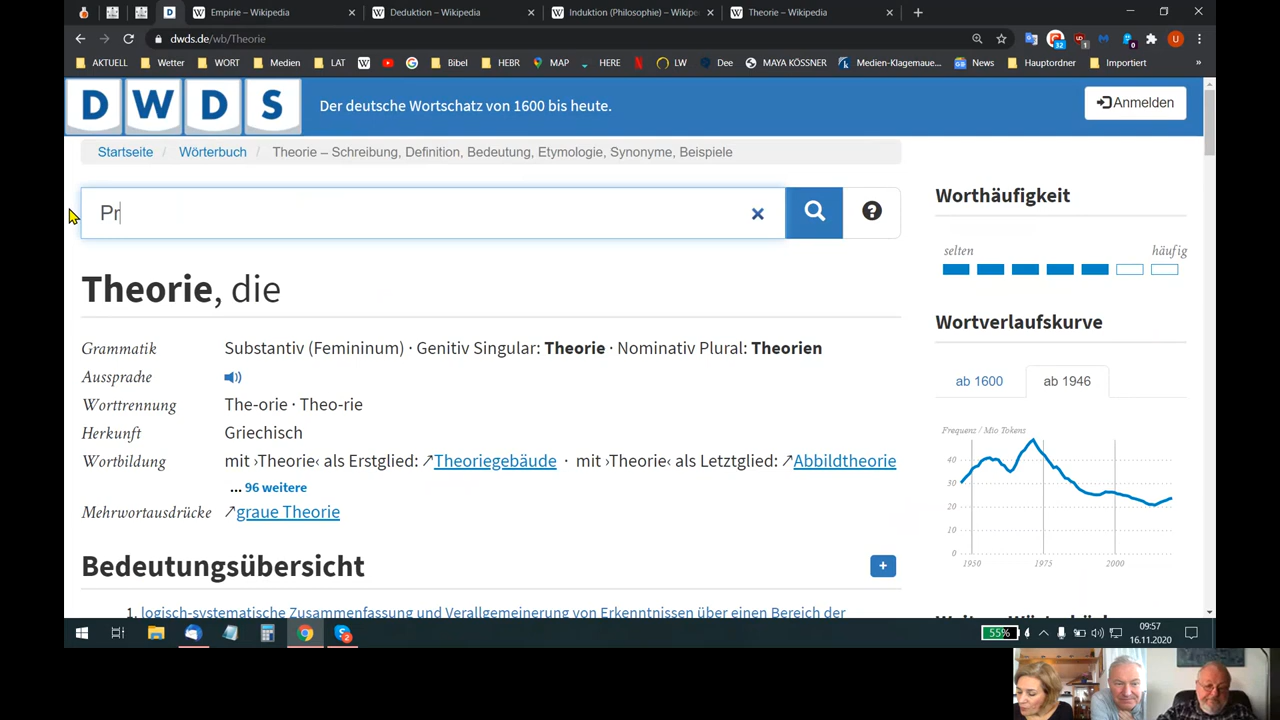 Empirie – Wikipedia
Deduktion – Wikipedia
Induktion (Philosophie) – Wikipe
Theorie – Wikipedia
dwds.de/wb/Theorie
AKTUELL
Wetter
WORT
Medien
LAT
Bibel
HEBR
MAP
HERE
LW
Dee
MAYA KÖSSNER
Medien-Klagemaue...
News
Hauptordner
Importiert
»
D W D S
Der deutsche Wortschatz von 1600 bis heute.
Anmelden
Startseite / Wörterbuch / Theorie – Schreibung, Definition, Bedeutung, Etymologie, Synonyme, Beispiele
Pr
Theorie, die
Grammatik Substantiv (Femininum) · Genitiv Singular: Theorie · Nominativ Plural: Theorien
Aussprache
Worttrennung The-orie · Theo-rie
Herkunft Griechisch
Wortbildung mit ›Theorie‹ als Erstglied: ↗Theoriegebäude · mit ›Theorie‹ als Letztglied: ↗Abbildtheorie
... 96 weitere
Mehrwortausdrücke ↗graue Theorie
Bedeutungsübersicht
+
1. logisch-systematische Zusammenfassung und Verallgemeinerung von Erkenntnissen über einen Bereich der
Worthäufigkeit
selten häufig
Wortverlaufskurve
ab 1600 ab 1946
Frequenz / Mio Tokens
40
30
20
10
0
1950 1975 2000
55%
09:57
16.11.2020